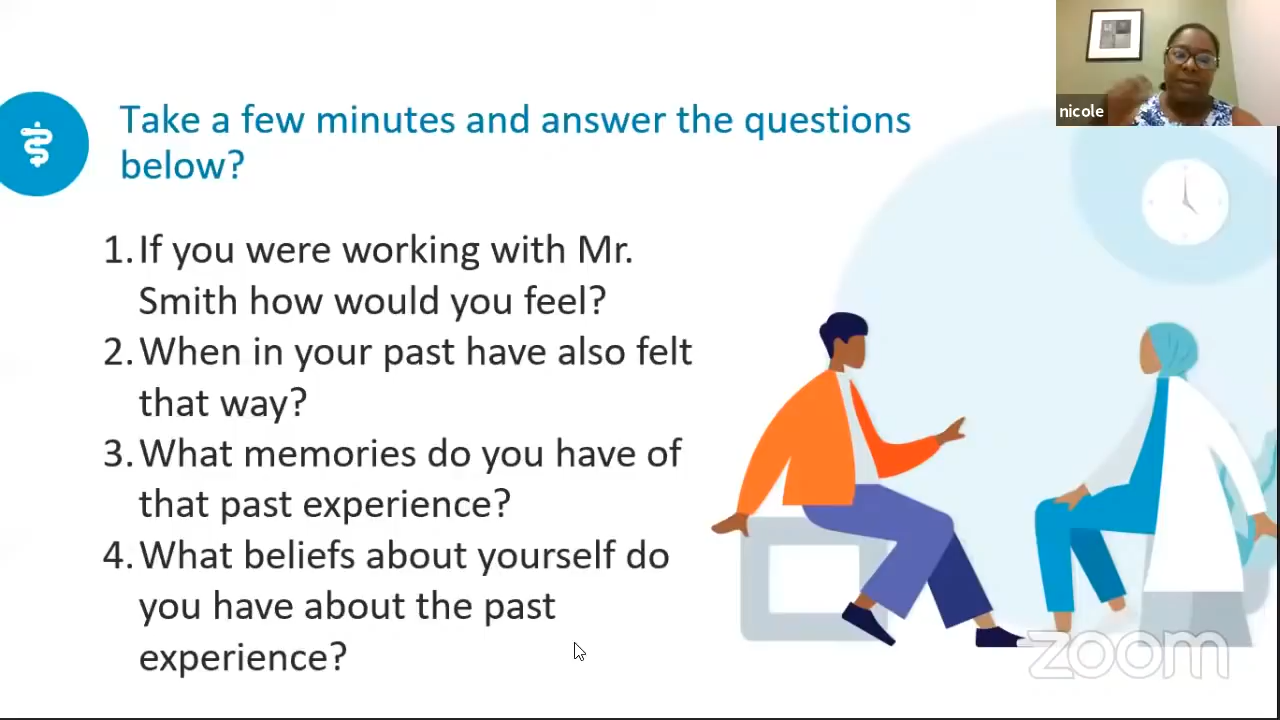 nicole
Take a few minutes and answer the questions
below?
1. If you were working with Mr.
Smith how would you feel?
2. When in your past have also felt
that way?
3. What memories do you have of
that past experience?
4. What beliefs about yourself do
you have about the past
experience?
zoom